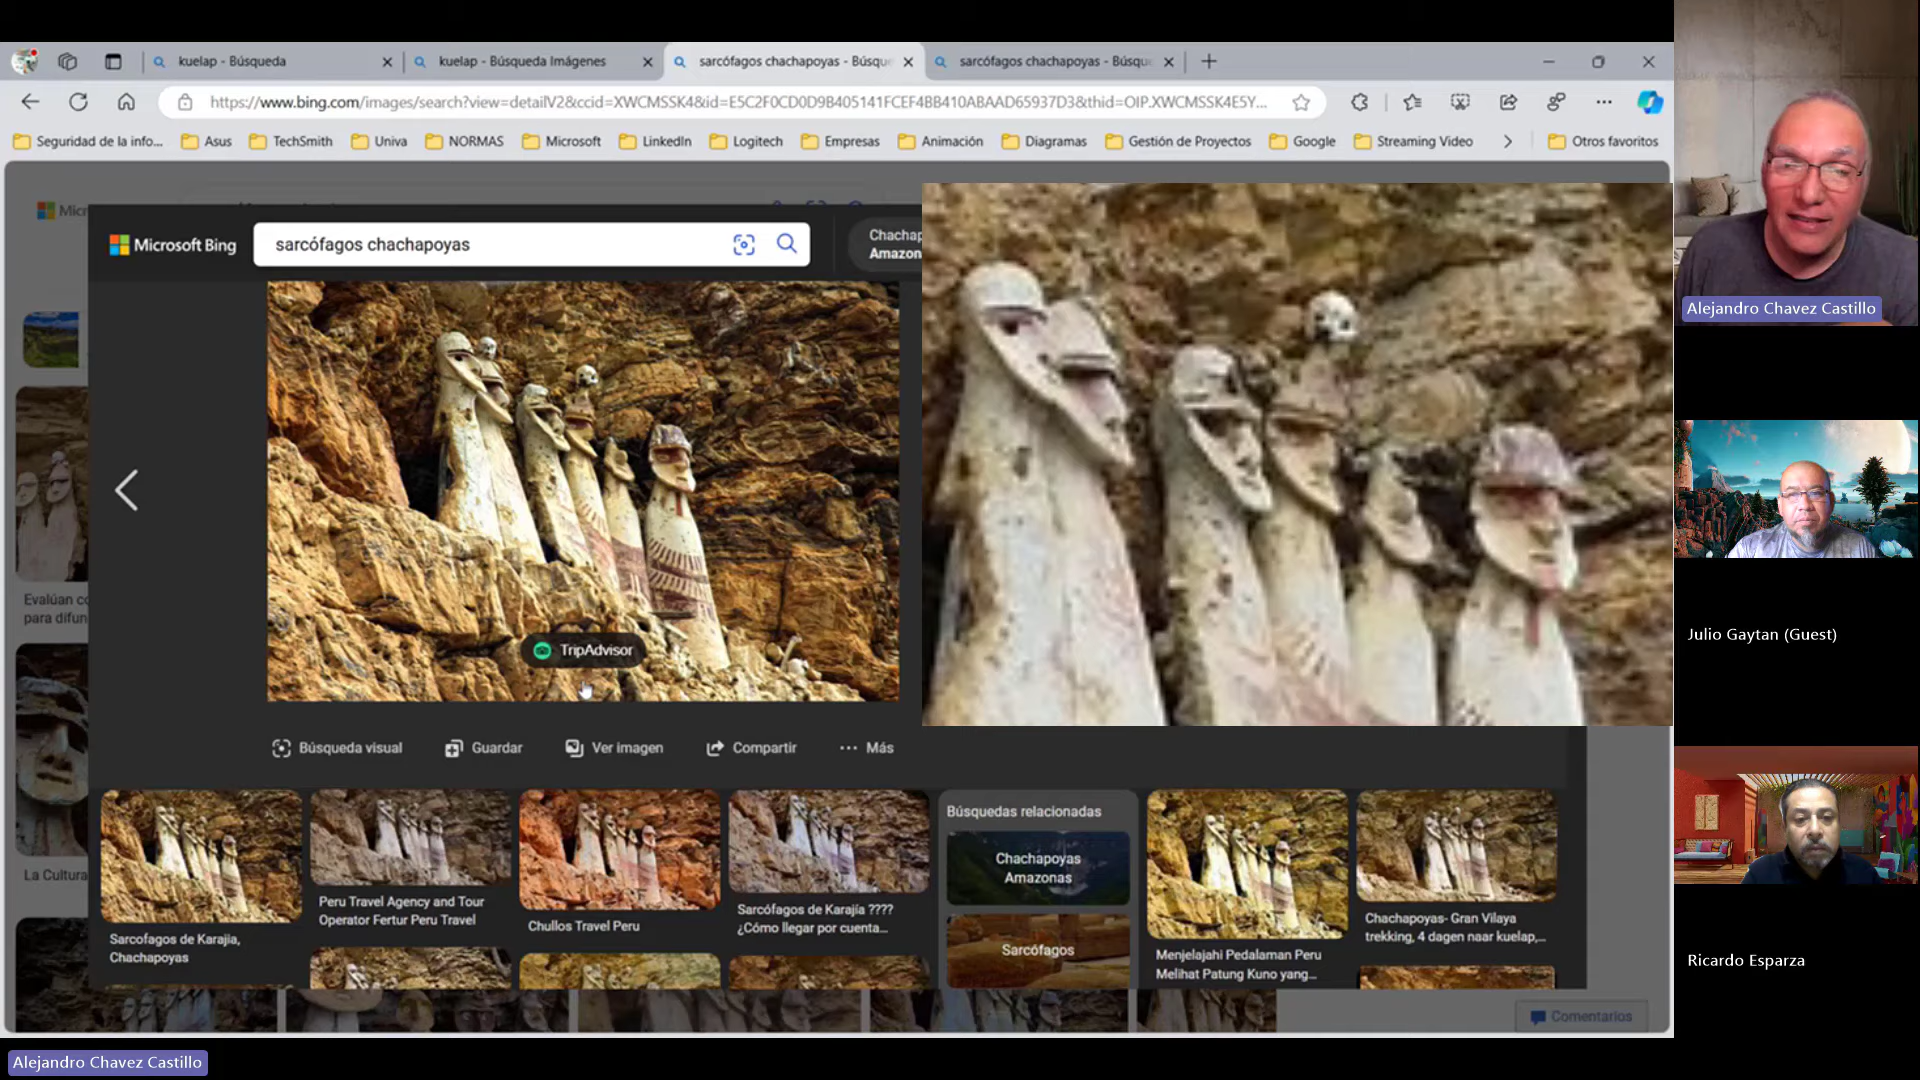 kuelap - Búsqueda
kuelap - Búsqueda Imágenes
sarcófagos chachapoyas - Búsqu
sarcófagos chachapoyas - Búsque
https://www.bing.com/images/search?view=detailV2&ccid=XWCMSSK4&id=E5C2F0CD0D9B405141FCEF4BB410ABAAD65937D3&thid=OIP.XWCMSSK4E5Y...
Seguridad de la info...
Asus
TechSmith
Univa
NORMAS
Microsoft
LinkedIn
Logitech
Empresas
Animación
Diagramas
Gestión de Proyectos
Google
Streaming Video
Otros favoritos
Micr
Microsoft Bing
sarcófagos chachapoyas
Chachap
Amazon
TripAdvisor
Búsqueda visual
Guardar
Ver imagen
Compartir
Más
Evalúan co
para difun
La Cultura
Sarcofagos de Karajia,
Chachapoyas
Peru Travel Agency and Tour
Operator Fertur Peru Travel
Chullos Travel Peru
Sarcófagos de Karajía ????
¿Cómo llegar por cuenta...
Búsquedas relacionadas
Chachapoyas
Amazonas
Sarcófagos
Menjelajahi Pedalaman Peru
Melihat Patung Kuno yang...
Chachapoyas- Gran Vilaya
trekking, 4 dagen naar kuelap,...
Comentarios
Alejandro Chavez Castillo
Julio Gaytan (Guest)
Ricardo Esparza
Alejandro Chavez Castillo